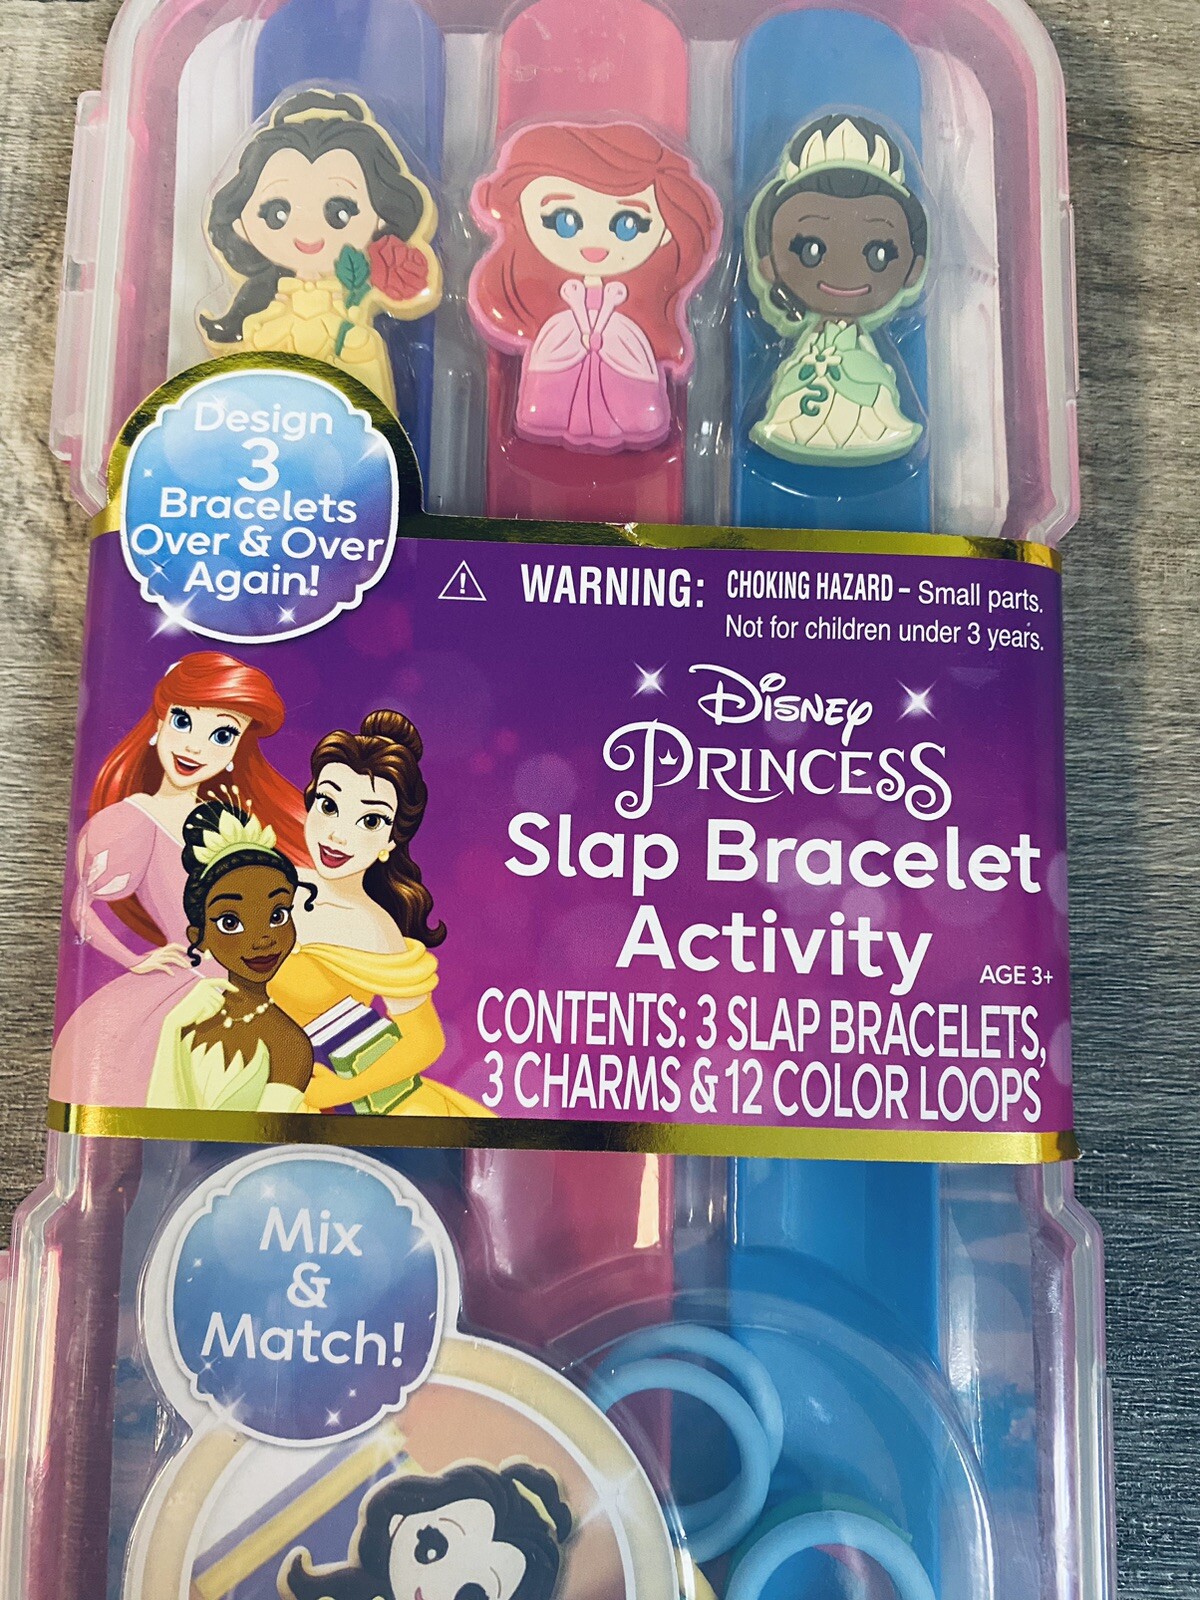 Design
3
Bracelets
Over & Over
Again!
WARNING: CHOKING HAZARD – Small parts.
Not for children under 3 years.
Disney
PRINCESS
Slap Bracelet
Activity
AGE 3+
CONTENTS: 3 SLAP BRACELETS,
3 CHARMS & 12 COLOR LOOPS
Mix
&
Match!